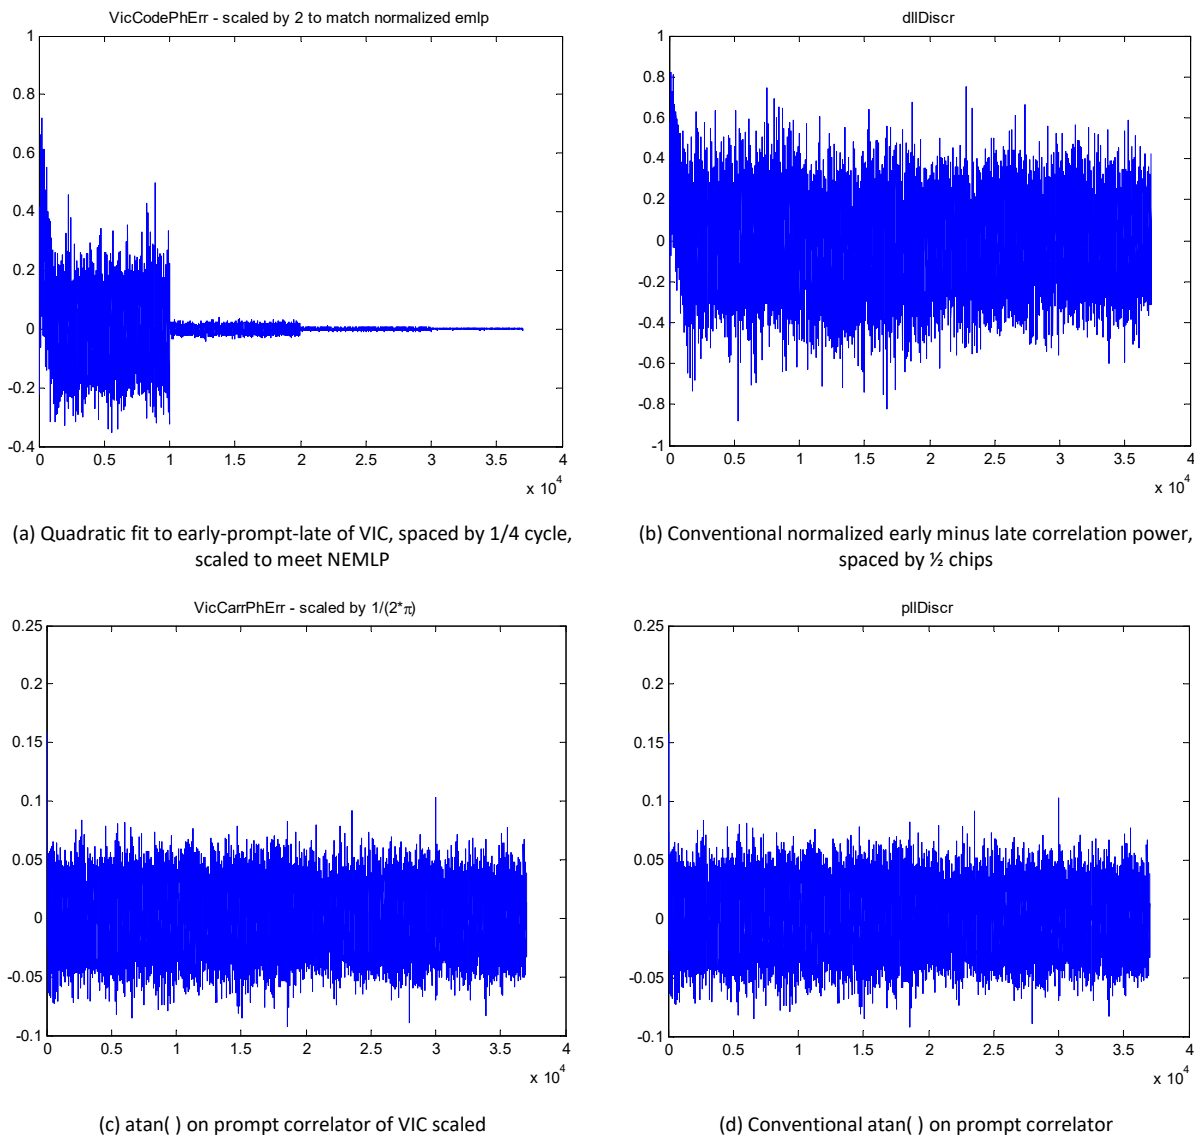 VicCodePhErr - scaled by 2 to match normalized emlp
1
0.8
0.6
0.4
0.2
0
-0.2
-0.4
0 0.5 1 1.5 2 2.5 3 3.5 4
x 10^4
(a) Quadratic fit to early-prompt-late of VIC, spaced by 1/4 cycle,
scaled to meet NEMLP
dllDiscr
1
0.8
0.6
0.4
0.2
0
-0.2
-0.4
-0.6
-0.8
-1
0 0.5 1 1.5 2 2.5 3 3.5 4
x 10^4
(b) Conventional normalized early minus late correlation power,
spaced by ½ chips
VicCarrPhErr - scaled by 1/(2*π)
0.25
0.2
0.15
0.1
0.05
0
-0.05
-0.1
0 0.5 1 1.5 2 2.5 3 3.5 4
x 10^4
(c) atan( ) on prompt correlator of VIC scaled
pllDiscr
0.25
0.2
0.15
0.1
0.05
0
-0.05
-0.1
0 0.5 1 1.5 2 2.5 3 3.5 4
x 10^4
(d) Conventional atan( ) on prompt correlator